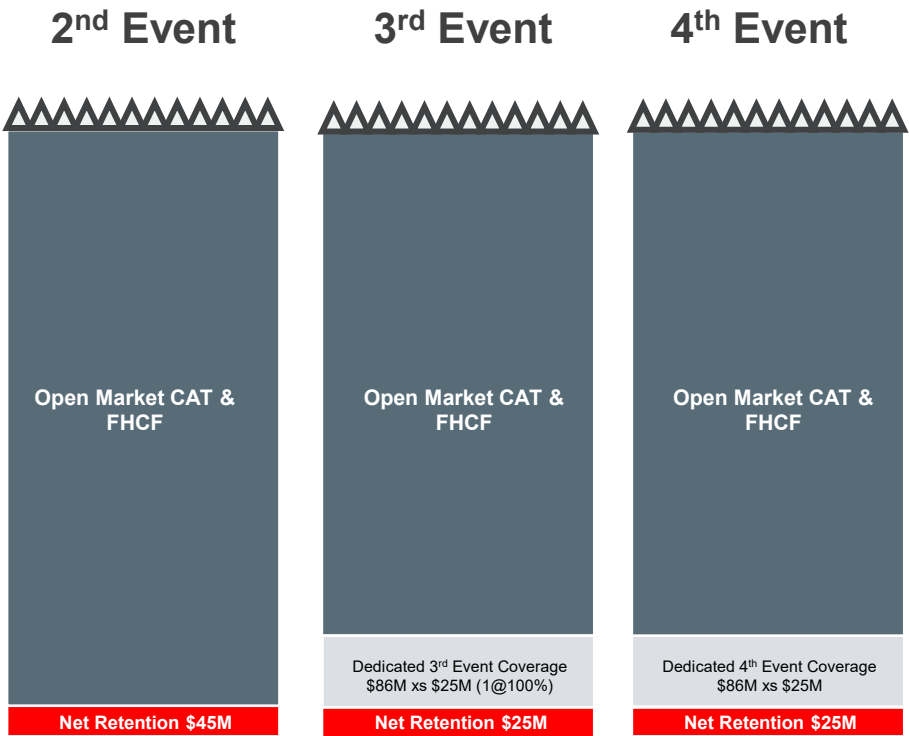 2nd Event
3rd Event
4th Event
Open Market CAT &
FHCF
Open Market CAT &
FHCF
Open Market CAT &
FHCF
Dedicated 3rd Event Coverage
$86M xs $25M (1@100%)
Dedicated 4th Event Coverage
$86M xs $25M
Net Retention $45M
Net Retention $25M
Net Retention $25M